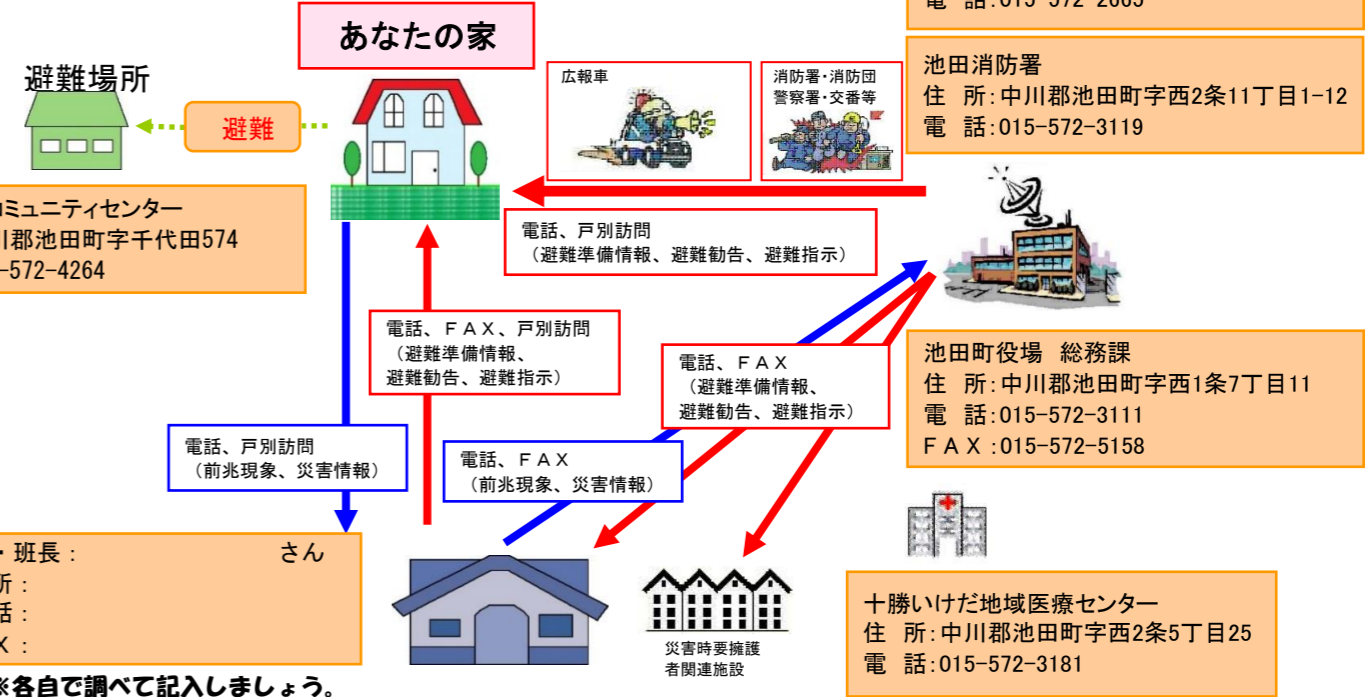 電 話:015-572-2665
あなたの家
避難場所
避難
広報車
消防署・消防団
警察署・交番等
池田消防署
住 所:中川郡池田町字西2条11丁目1-12
電 話:015-572-3119
コミュニティセンター
川郡池田町字千代田574
-572-4264
電話、戸別訪問
（避難準備情報、避難勧告、避難指示）
電話、ＦＡＸ、戸別訪問
（避難準備情報、
避難勧告、避難指示）
電話、ＦＡＸ
（避難準備情報、
避難勧告、避難指示）
池田町役場 総務課
住 所:中川郡池田町字西1条7丁目11
電 話:015-572-3111
ＦＡＸ:015-572-5158
電話、戸別訪問
（前兆現象、災害情報）
電話、ＦＡＸ
（前兆現象、災害情報）
・班長： さん
所：
話：
Ｘ：
※各自で調べて記入しましょう。
災害時要擁護
者関連施設
十勝いけだ地域医療センター
住 所:中川郡池田町字西2条5丁目25
電 話:015-572-3181